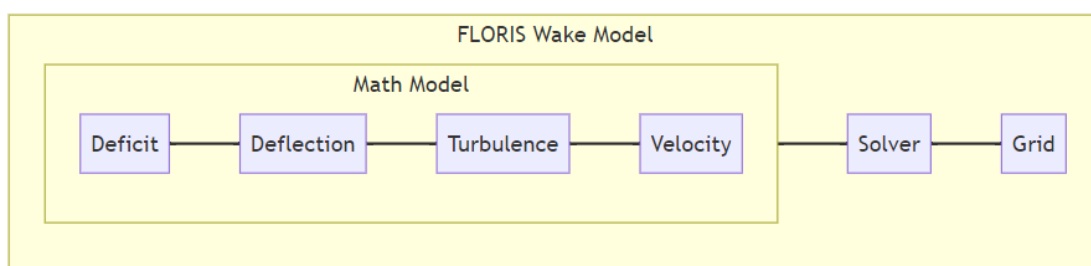 FLORIS Wake Model
Math Model
Deficit
Deflection
Turbulence
Velocity
Solver
Grid